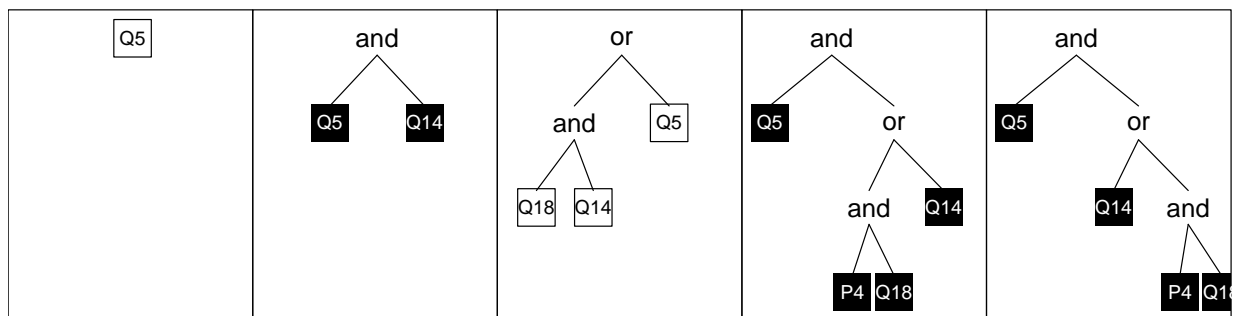 Q5 and or and and
Q5 Q14 and Q5 Q5 or Q5 or
Q18 Q14 and Q14 Q14 and
P4 Q18 P4 Q18